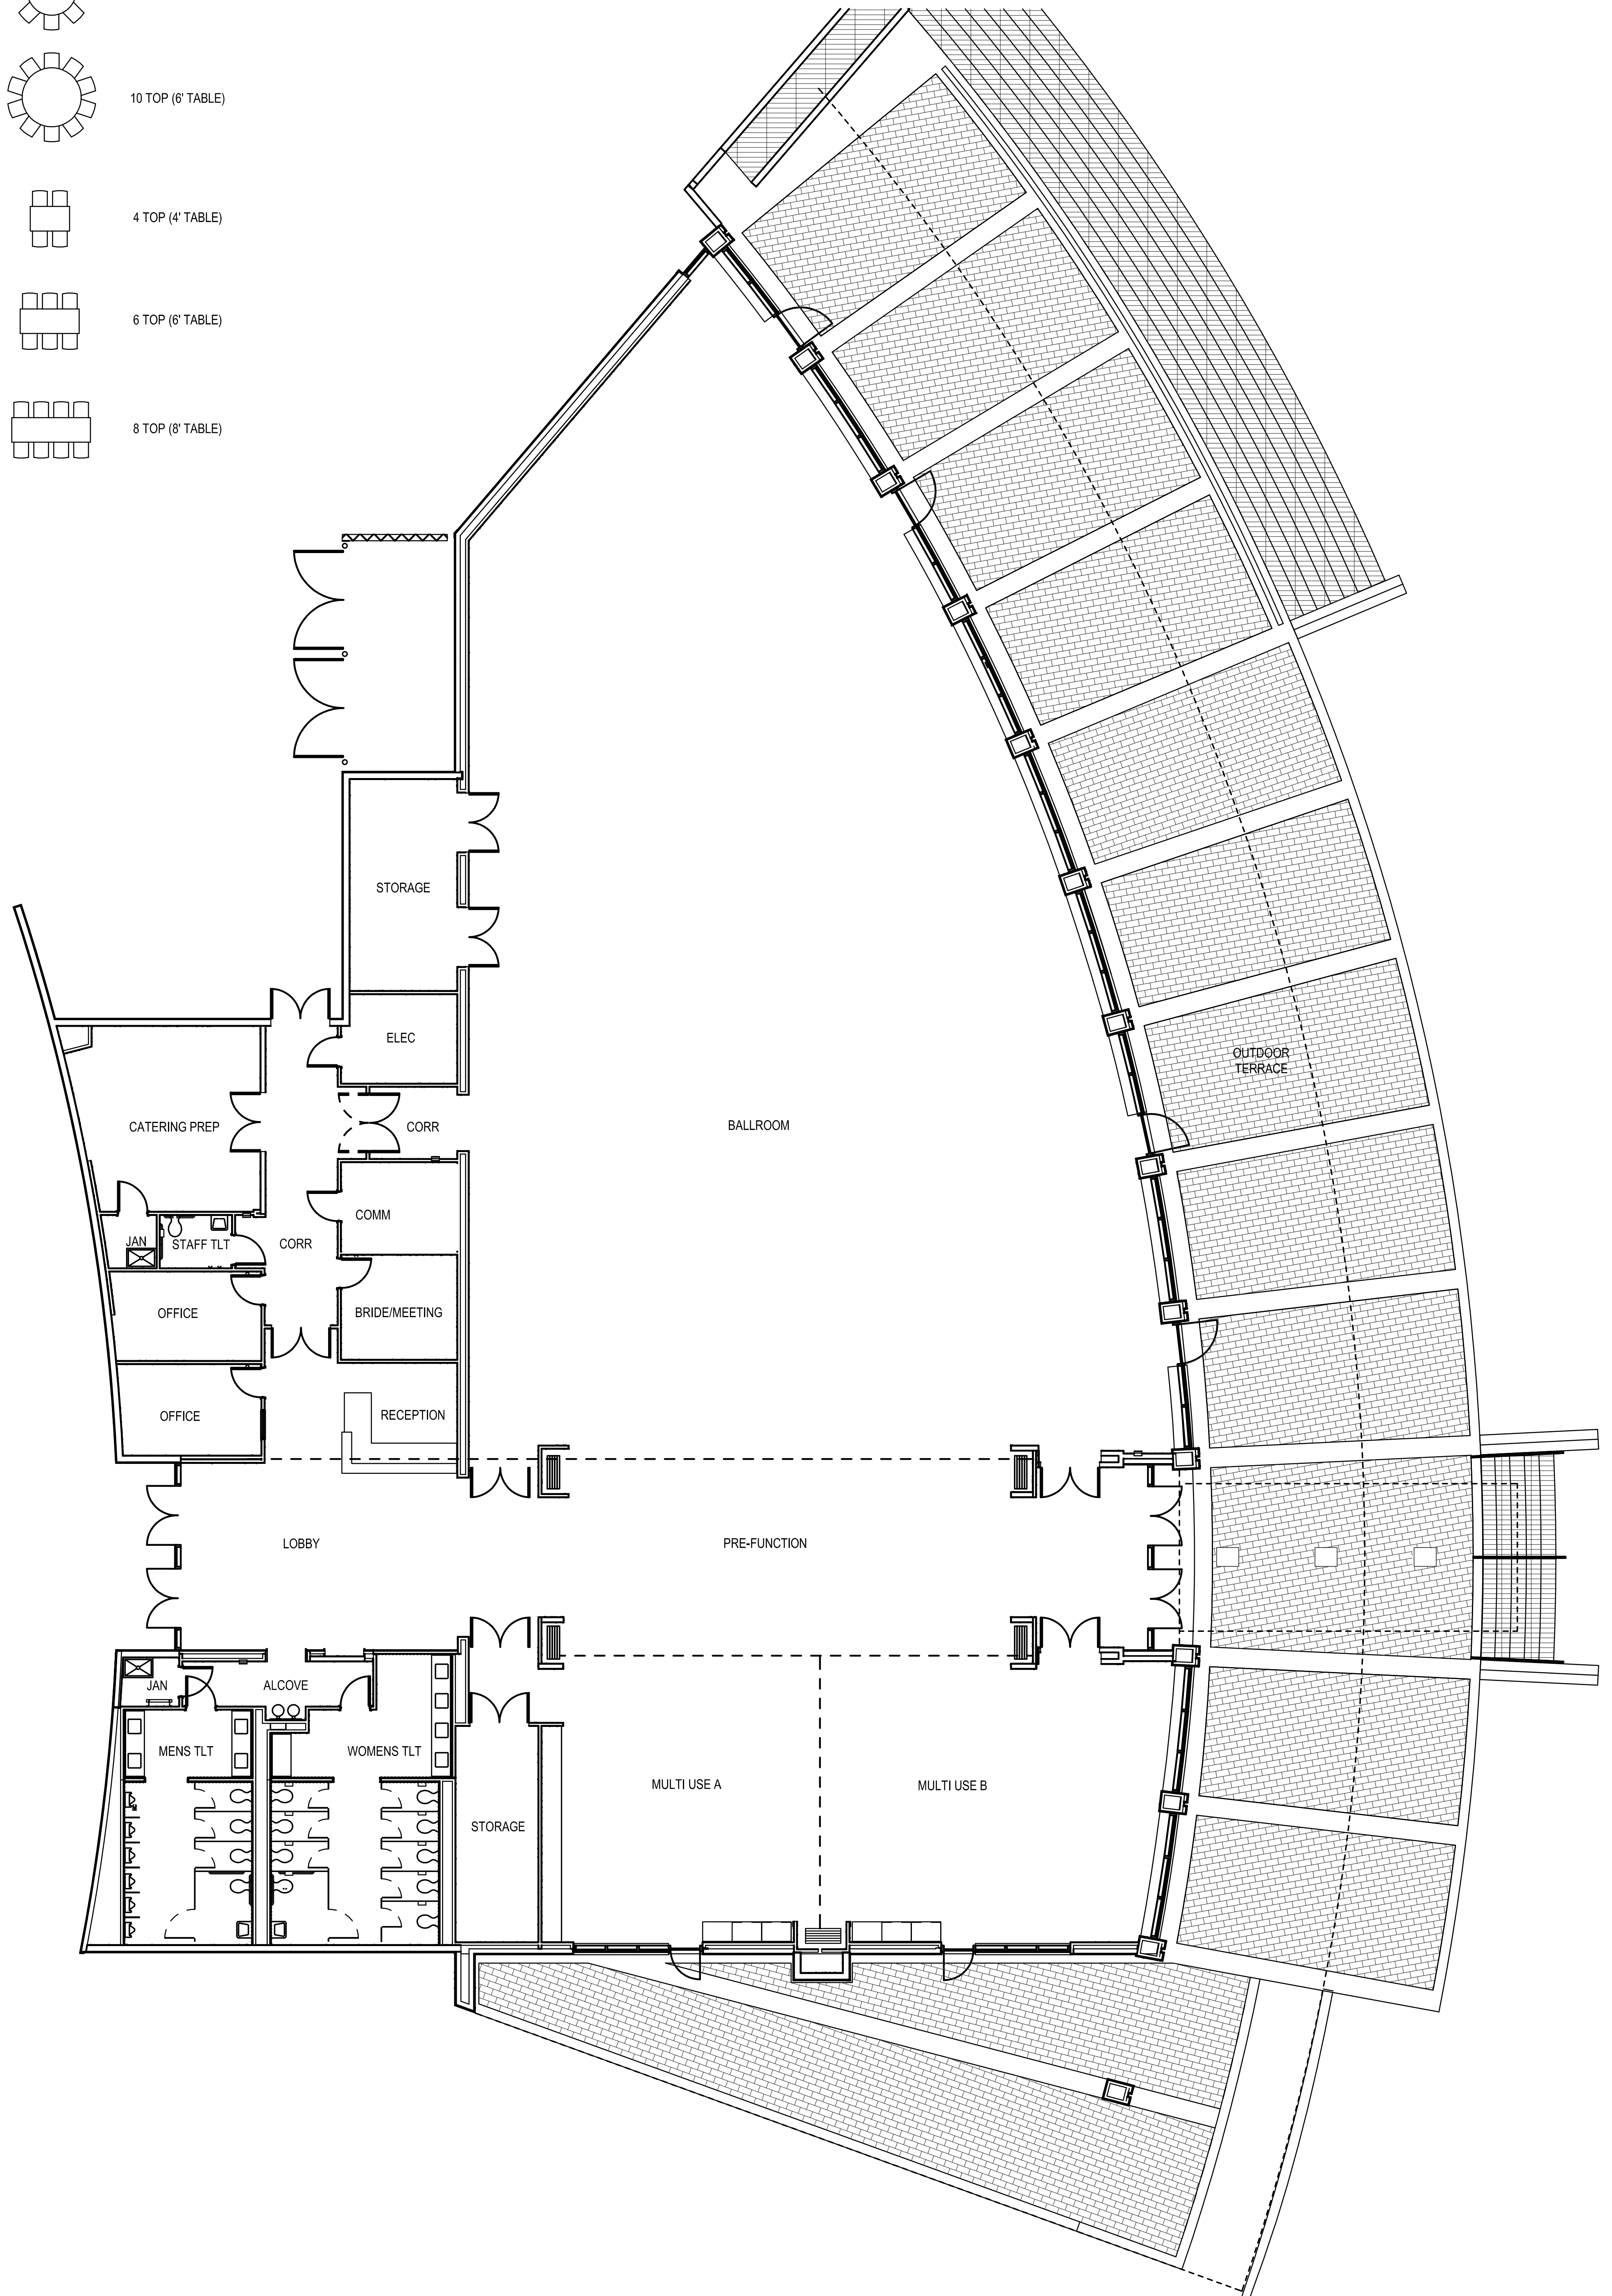 10 TOP (6' TABLE)
4 TOP (4' TABLE)
6 TOP (6' TABLE)
8 TOP (8' TABLE)
STORAGE
ELEC
OUTDOOR
TERRACE
CATERING PREP
CORR
BALLROOM
COMM
JAN
STAFF TLT
CORR
OFFICE
BRIDE/MEETING
OFFICE
RECEPTION
LOBBY
PRE-FUNCTION
JAN
ALCOVE
MENS TLT
WOMENS TLT
MULTI USE A
MULTI USE B
STORAGE